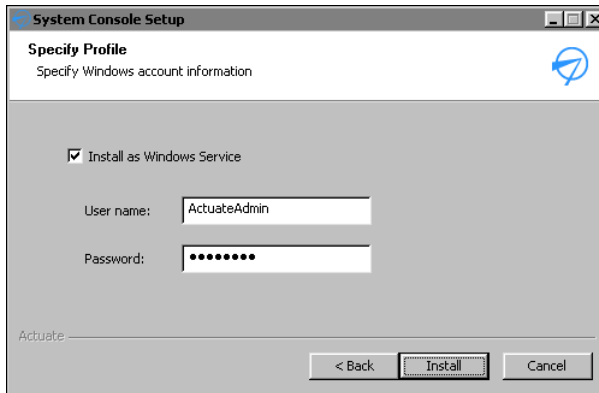 System Console Setup
Specify Profile
Specify Windows account information
Install as Windows Service
User name: ActuateAdmin
Password: ••••••••
Actuate
< Back Install Cancel